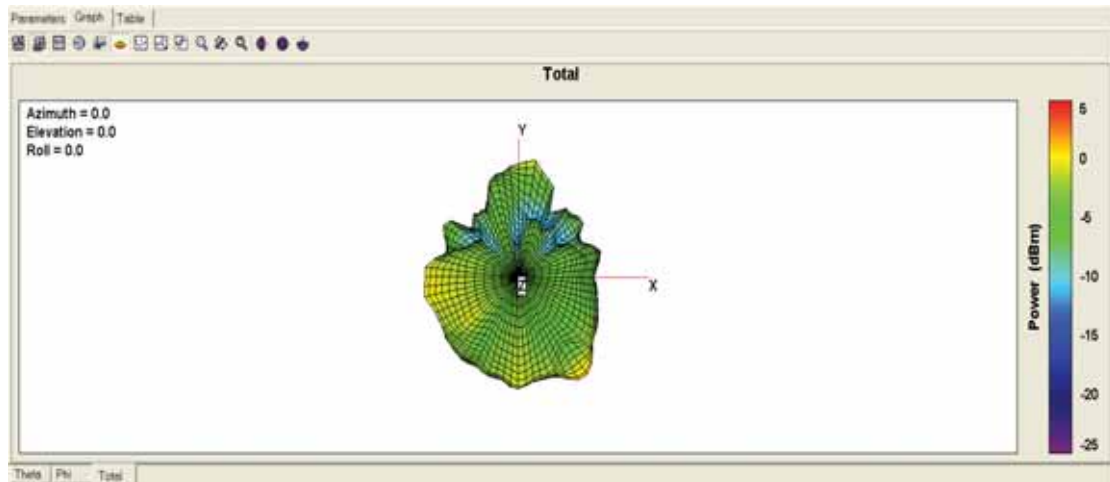 Parameters Graph Table
Total
Azimuth = 0.0
Elevation = 0.0
Roll = 0.0
Y
X
Power (dBm)
5
0
-5
-10
-15
-20
-25
Theta Phi Total